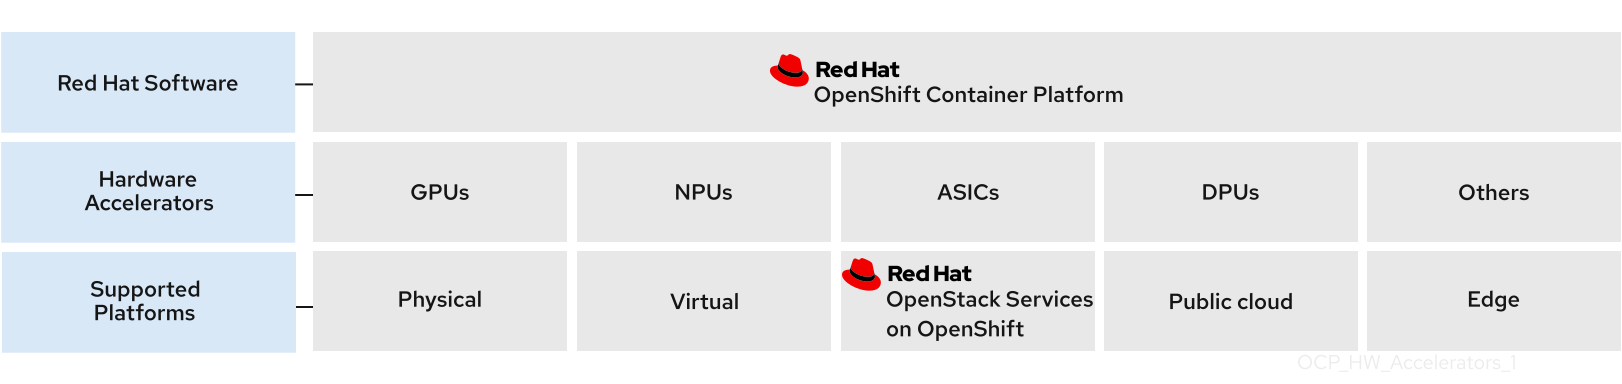 Red Hat Software
Red Hat
OpenShift Container Platform
Hardware
Accelerators
GPUs
NPUs
ASICs
DPUs
Others
Supported
Platforms
Physical
Virtual
Red Hat
OpenStack Services
on OpenShift
Public cloud
Edge
OCP_HW_Accelerators_1